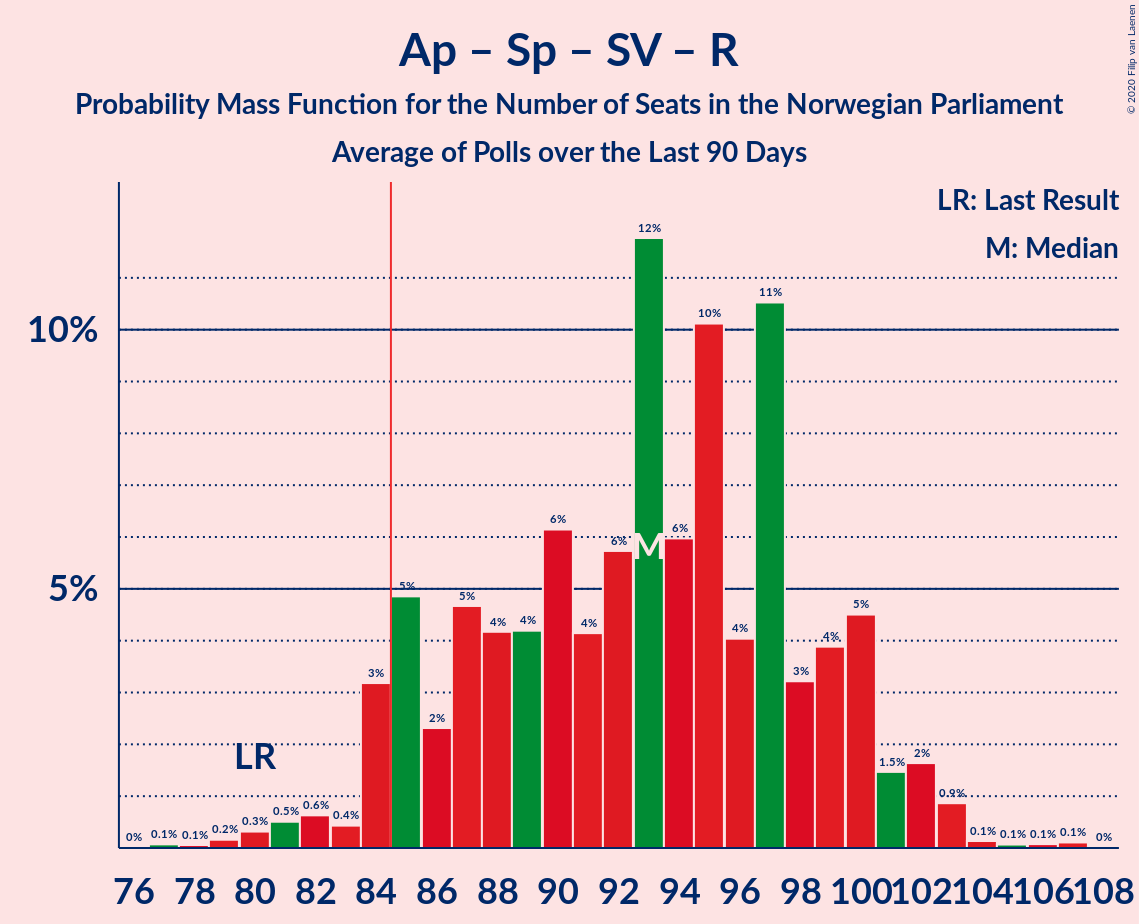 Ap – Sp – SV – R
Probability Mass Function for the Number of Seats in the Norwegian Parliament
Average of Polls over the Last 90 Days
© 2020 Filip van Laenen
LR: Last Result
M: Median
10%
5%
0% 0.1% 0.1% 0.2% 0.3% 0.5% 0.6% 0.4% 3% 5% 2% 5% 4% 4% 6% 4% 6% 12% 6% 10% 4% 11% 3% 4% 5% 1.5% 2% 0.9% 0.1% 0.1% 0.1% 0.1% 0%
LR
M
76 78 80 82 84 86 88 90 92 94 96 98 100 102 104 106 108